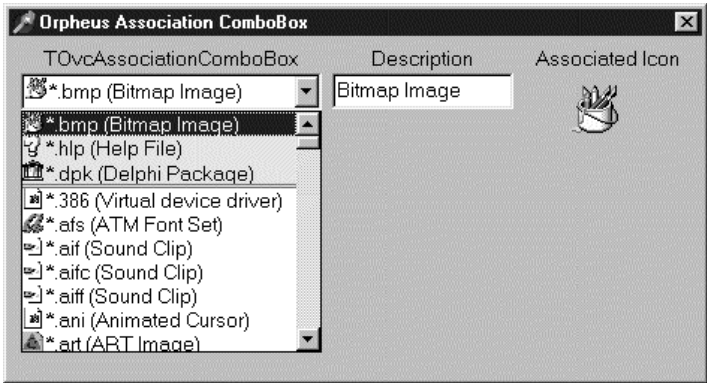 Orpheus Association ComboBox
TOvcAssociationComboBox
Description
Associated Icon
*.bmp (Bitmap Image)
Bitmap Image
*.bmp (Bitmap Image)
*.hlp (Help File)
*.dpk (Delphi Package)
*.386 (Virtual device driver)
*.afs (ATM Font Set)
*.aif (Sound Clip)
*.aifc (Sound Clip)
*.aiff (Sound Clip)
*.ani (Animated Cursor)
*.art (ART Image)